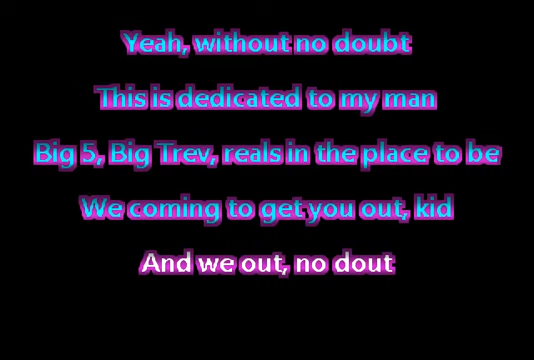 Yeah, without no doubt
This is dedicated to my man
Big 5, Big Trev, reals in the place to be
We coming to get you out, kid
And we out, no dout